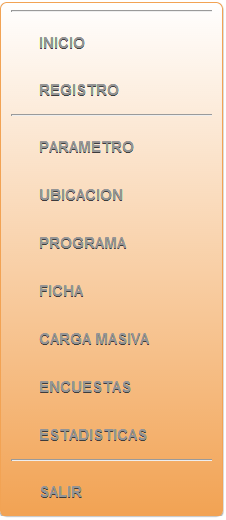 INICIO
REGISTRO
PARAMETRO
UBICACION
PROGRAMA
FICHA
CARGA MASIVA
ENCUESTAS
ESTADISTICAS
SALIR